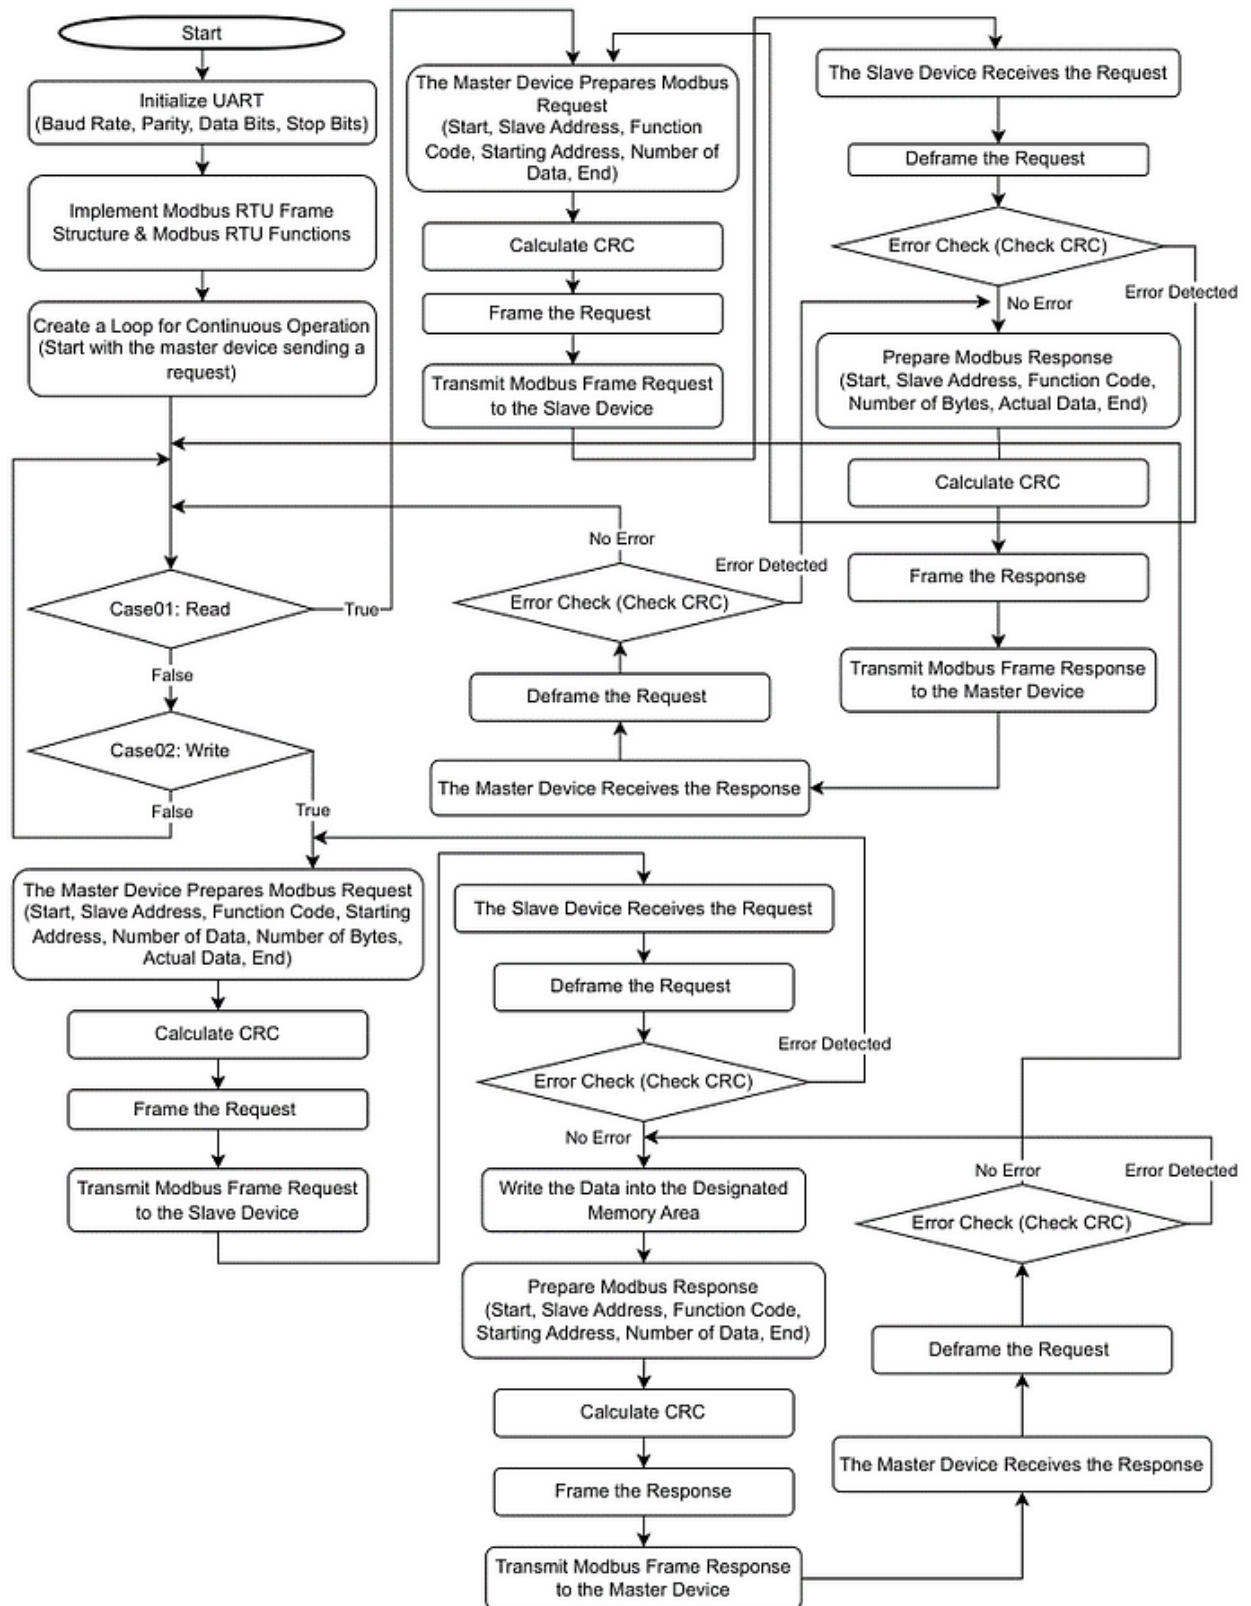 Start
Initialize UART
(Baud Rate, Parity, Data Bits, Stop Bits)
Implement Modbus RTU Frame
Structure & Modbus RTU Functions
Create a Loop for Continuous Operation
(Start with the master device sending a
request)
Case01: Read
True
False
Case02: Write
False
True
The Master Device Prepares Modbus
Request
(Start, Slave Address, Function
Code, Starting Address, Number of
Data, End)
Calculate CRC
Frame the Request
Transmit Modbus Frame Request
to the Slave Device
The Slave Device Receives the Request
Deframe the Request
Error Check (Check CRC)
Error Detected
No Error
Prepare Modbus Response
(Start, Slave Address, Function Code,
Number of Bytes, Actual Data, End)
Calculate CRC
Frame the Response
Transmit Modbus Frame Response
to the Master Device
The Master Device Receives the Response
Deframe the Request
Error Check (Check CRC)
No Error
Error Detected
The Master Device Prepares Modbus Request
(Start, Slave Address, Function Code, Starting
Address, Number of Data, Number of Bytes,
Actual Data, End)
Calculate CRC
Frame the Request
Transmit Modbus Frame Request
to the Slave Device
The Slave Device Receives the Request
Deframe the Request
Error Check (Check CRC)
Error Detected
No Error
Write the Data into the Designated
Memory Area
Prepare Modbus Response
(Start, Slave Address, Function Code,
Starting Address, Number of Data, End)
Calculate CRC
Frame the Response
Transmit Modbus Frame Response
to the Master Device
The Master Device Receives the Response
Deframe the Request
Error Check (Check CRC)
No Error
Error Detected